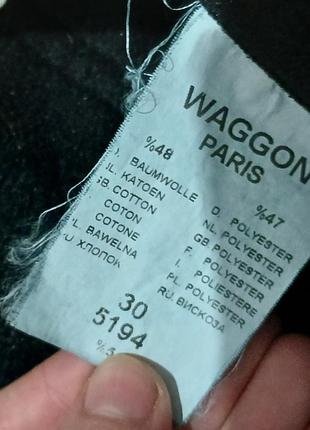 WAGGON
PARIS
%48
BAUMWOLLE
NL. KATOEN
GB. COTTON
COTON
COTONE
PL. BAWELNA
RU ХЛОПОК
%47
D. POLYESTER
NL. POLYESTER
GB POLYESTER
F. POLYESTER
I. POLIESTERE
PL. POLYESTER
RU. ВИСКОЗА
30
5194